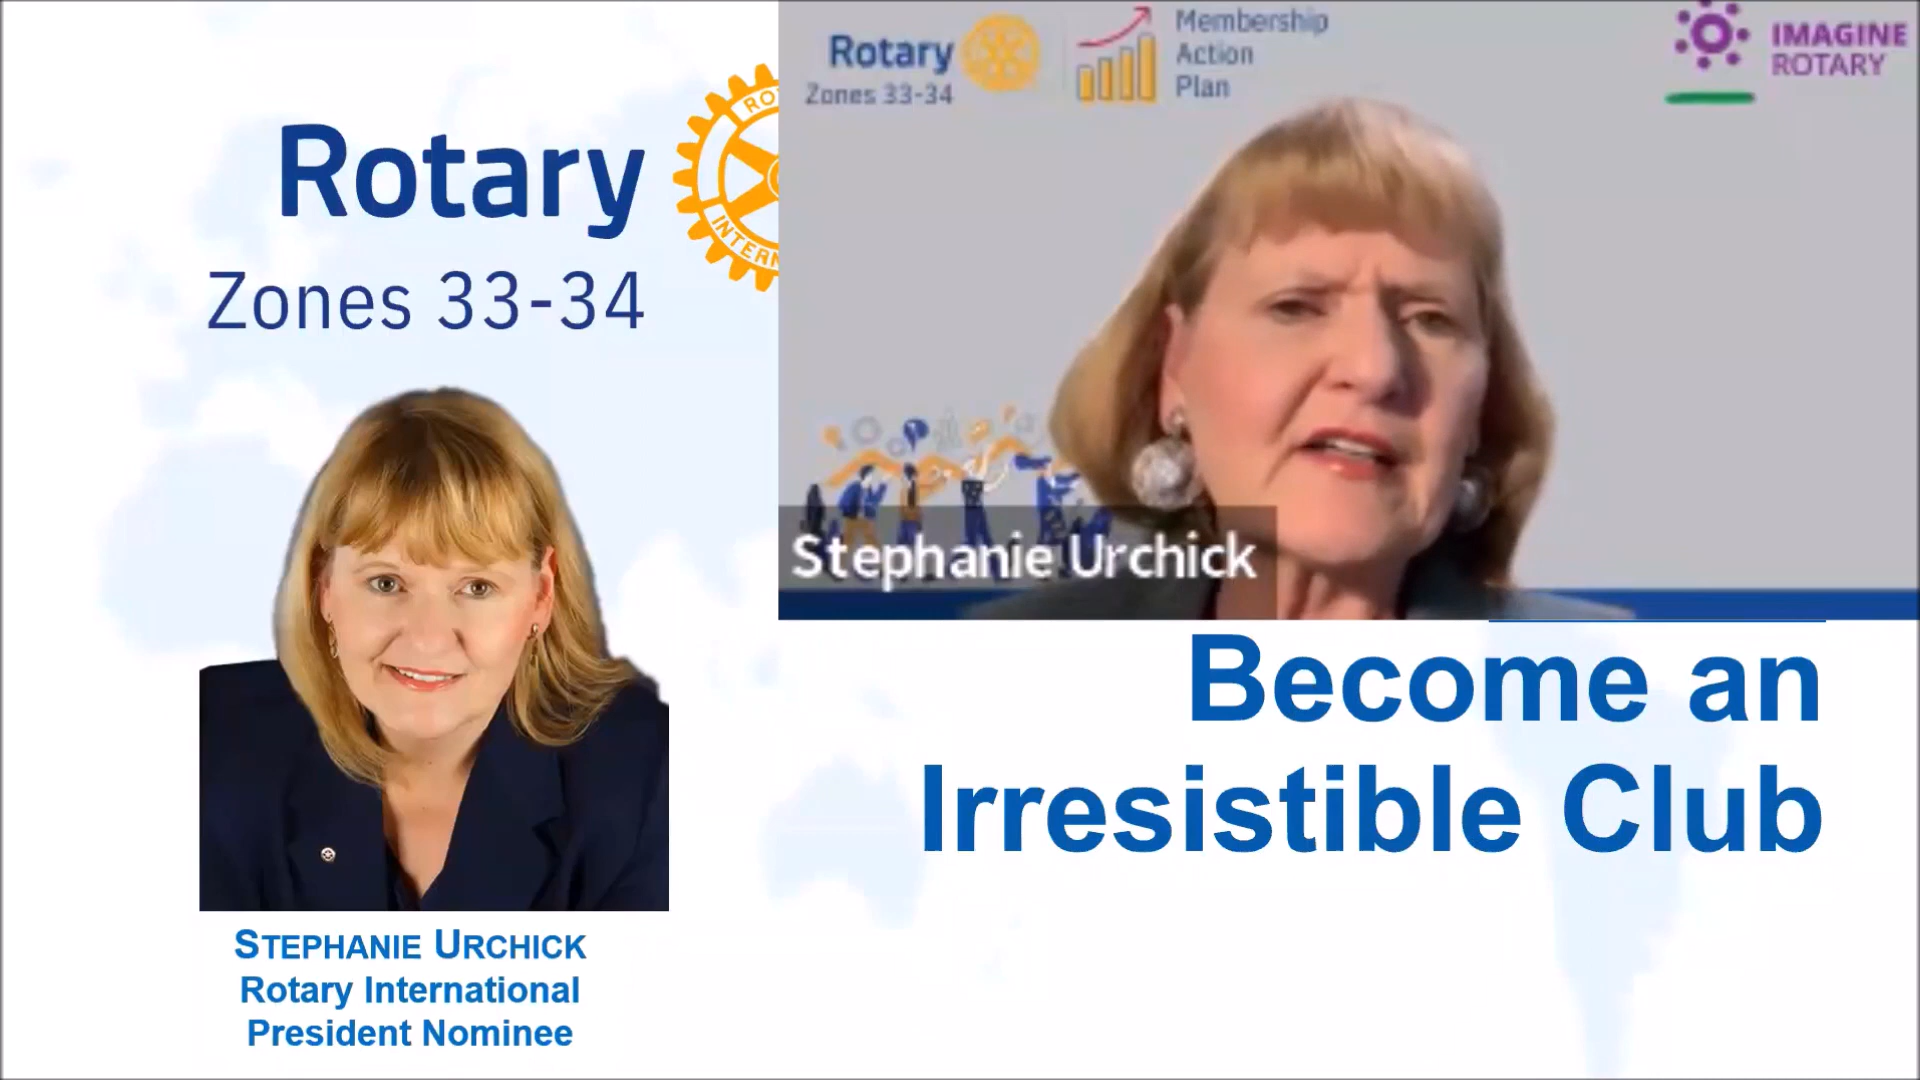 Rotary
Zones 33-34
STEPHANIE URCHICK
Rotary International
President Nominee
Rotary
Zones 33-34
Membership
Action
Plan
IMAGINE
ROTARY
Stephanie Urchick
Become an
Irresistible Club